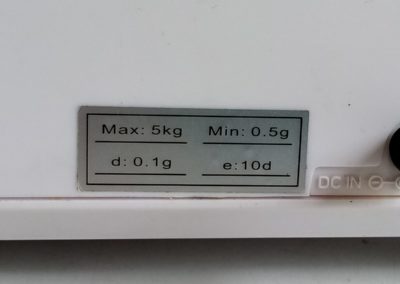 Max: 5kg Min: 0.5g
d: 0.1g e:10d
DC IN